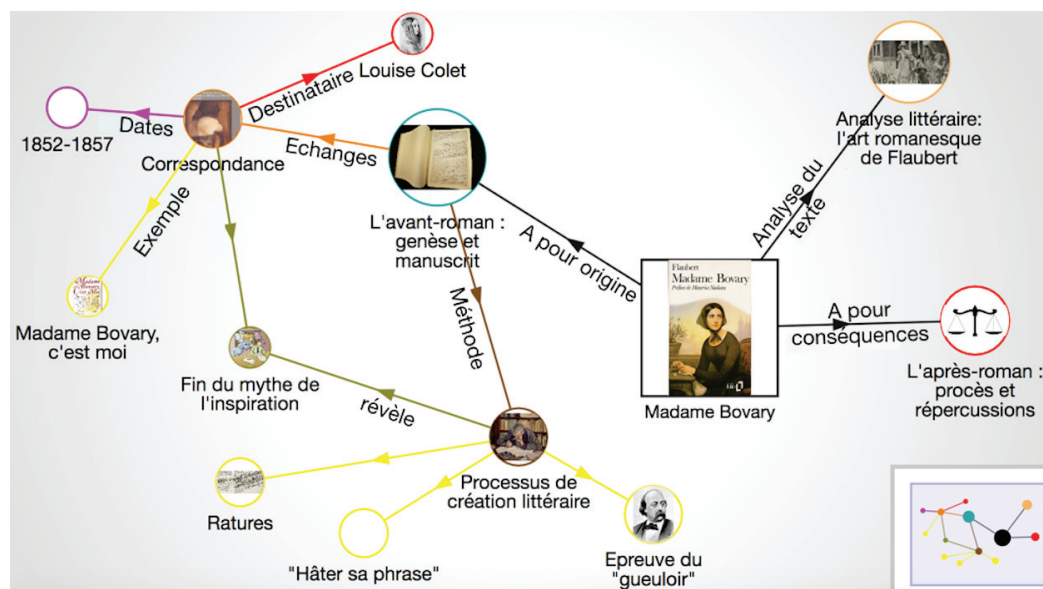 Louise Colet
Destinataire
1852-1857
Dates
Correspondance
Echanges
Exemple
Madame Bovary,
c'est moi
L'avant-roman :
genèse et
manuscrit
A pour origine
Analyse du
texte
Analyse littéraire:
l'art romanesque
de Flaubert
Méthode
Flaubert
Madame Bovary
Madame Bovary
A pour
conséquences
L'après-roman :
procès et
répercussions
Fin du mythe de
l'inspiration
révèle
Processus de
création littéraire
Ratures
"Hâter sa phrase"
Epreuve du
"gueuloir"